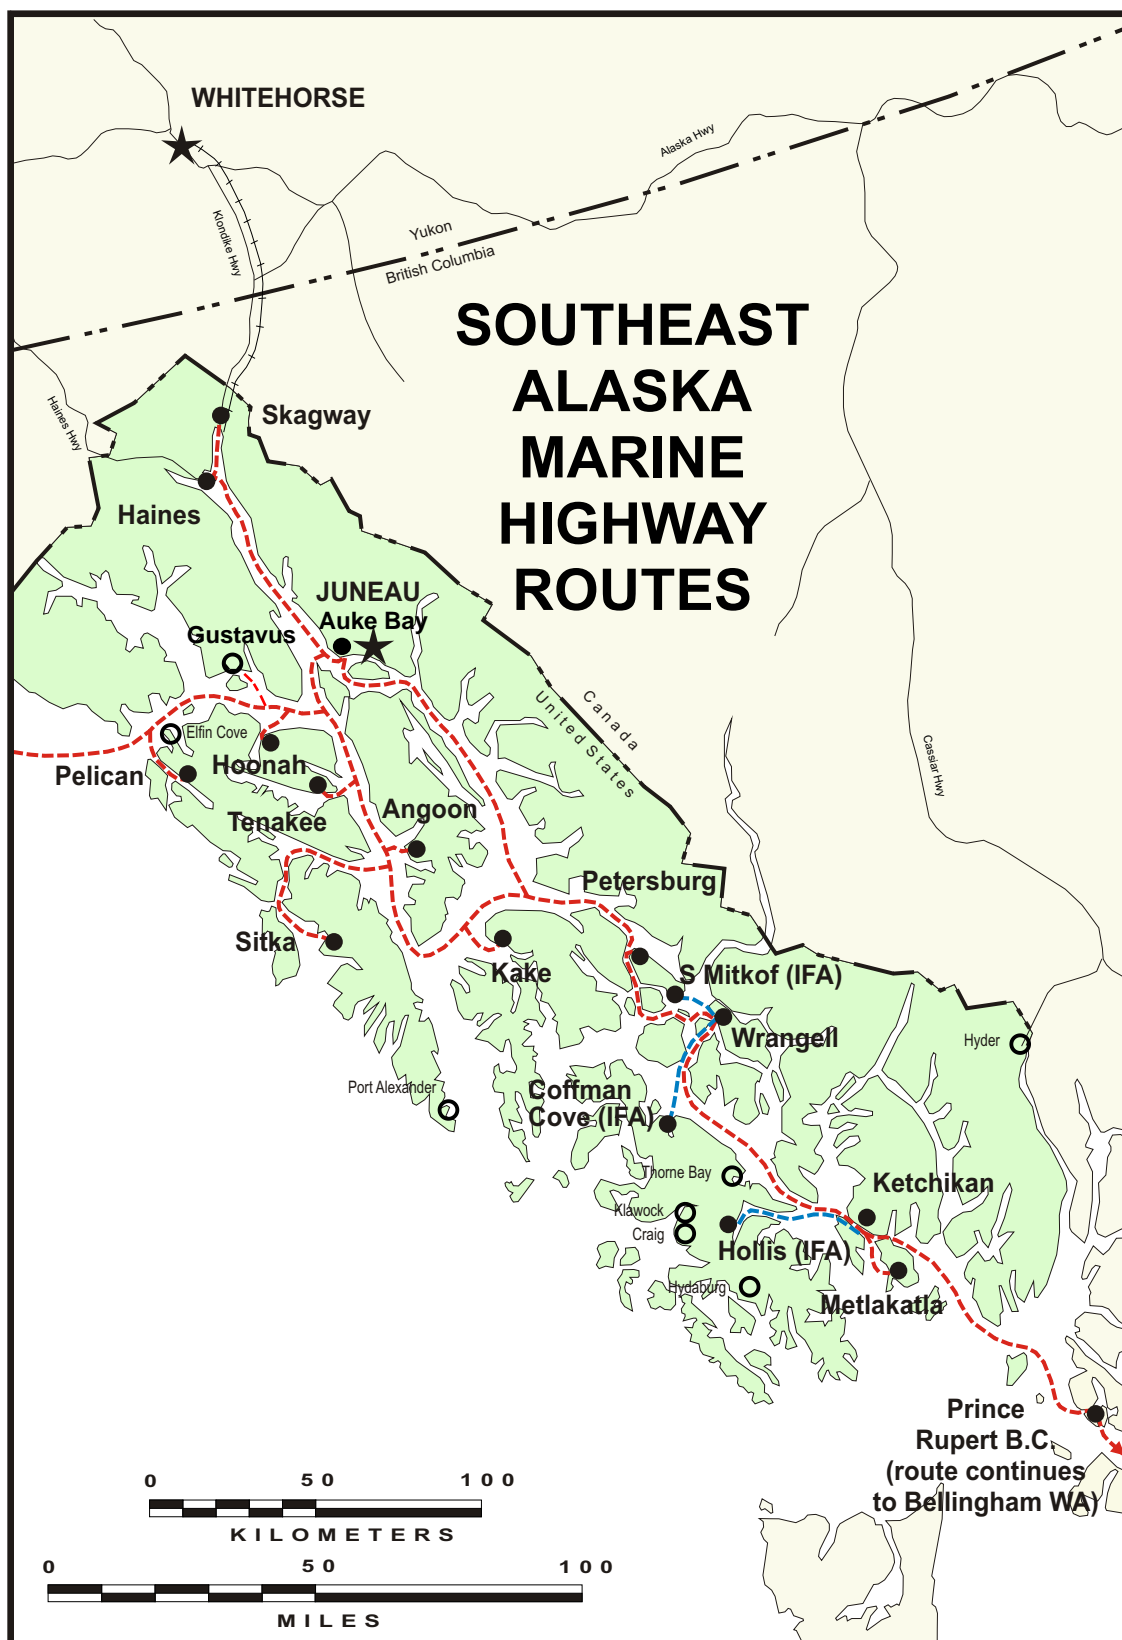 WHITEHORSE
Alaska Hwy
Klondike Hwy
Yukon
British Columbia
SOUTHEAST
ALASKA
MARINE
HIGHWAY
ROUTES
Haines Hwy
Skagway
Haines
JUNEAU
Auke Bay
Gustavus
Canada
United States
Elfin Cove
Pelican
Hoonah
Cassiar Hwy
Tenakee
Angoon
Petersburg
Sitka
Kake
S Mitkof (IFA)
Wrangell
Hyder
Port Alexander
Coffman
Cove (IFA)
Thorne Bay
Ketchikan
Klawock
Craig
Hollis (IFA)
Hydaburg
Metlakatla
Prince
Rupert B.C.
(route continues
to Bellingham WA)
0 50 100
KILOMETERS
0 50 100
MILES